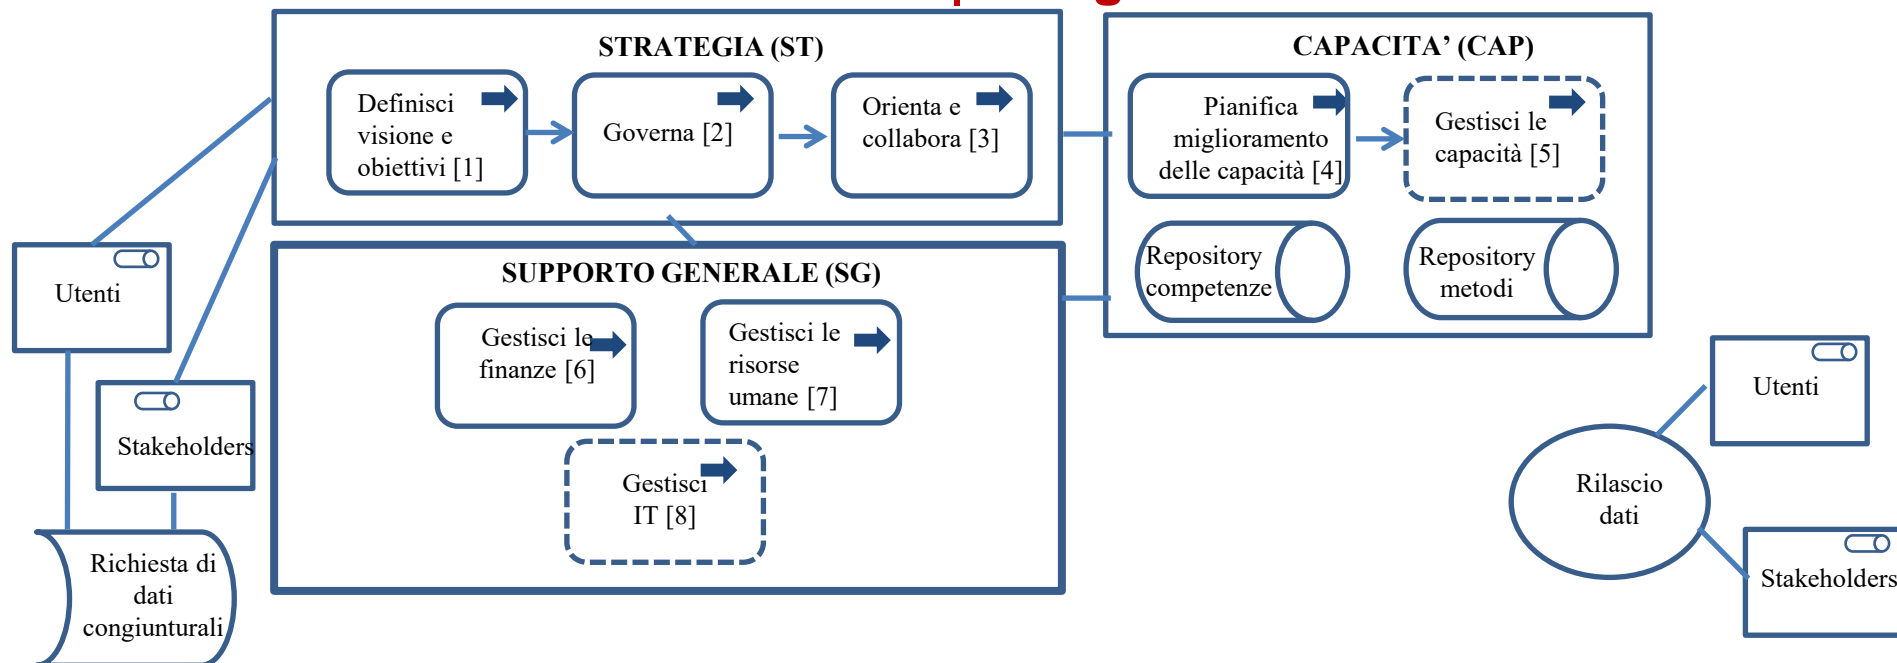 STRATEGIA (ST)
Definisci
visione e
obiettivi [1]
Governa [2]
Orienta e
collabora [3]
CAPACITA’ (CAP)
Pianifica
miglioramento
delle capacità [4]
Gestisci le
capacità [5]
Repository
competenze
Repository
metodi
SUPPORTO GENERALE (SG)
Gestisci le
finanze [6]
Gestisci le
risorse
umane [7]
Gestisci
IT [8]
Utenti
Stakeholders
Richiesta di
dati
congiunturali
Rilascio
dati
Utenti
Stakeholders